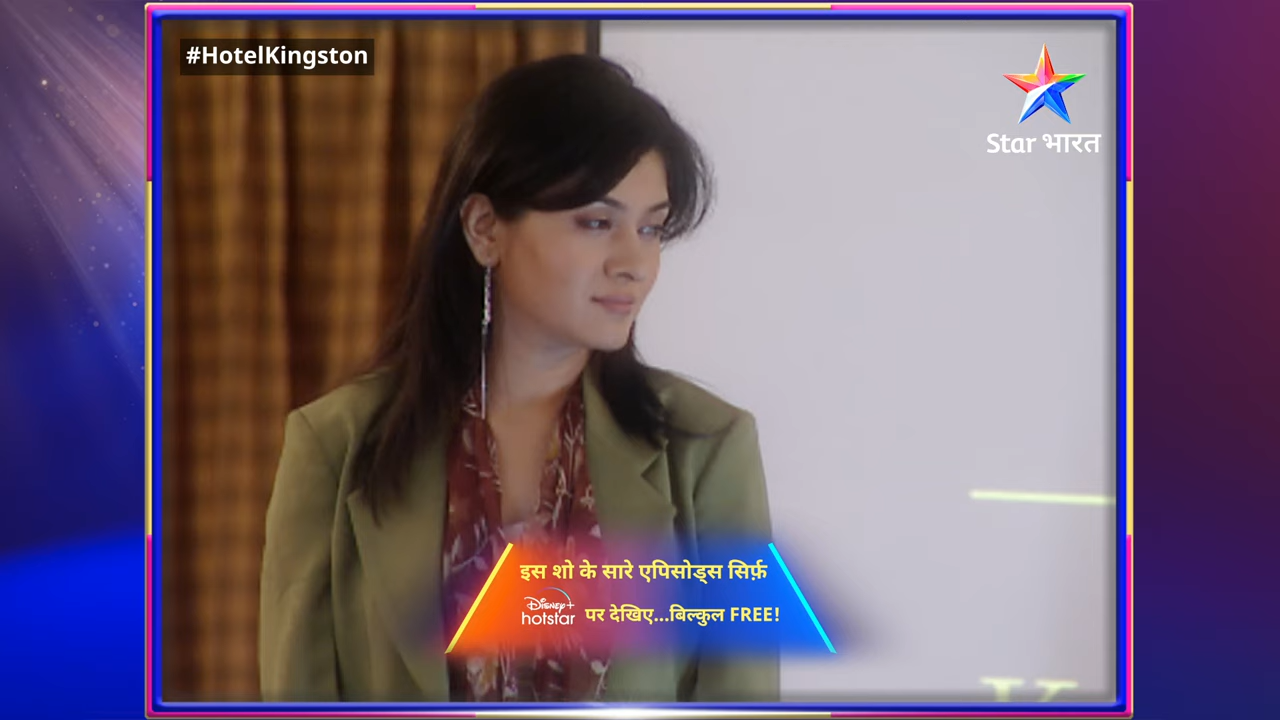 #HotelKingston
Star भारत
इस शो के सारे एपिसोड्स सिर्फ़
Disney+
hotstar पर देखिए...बिल्कुल FREE!